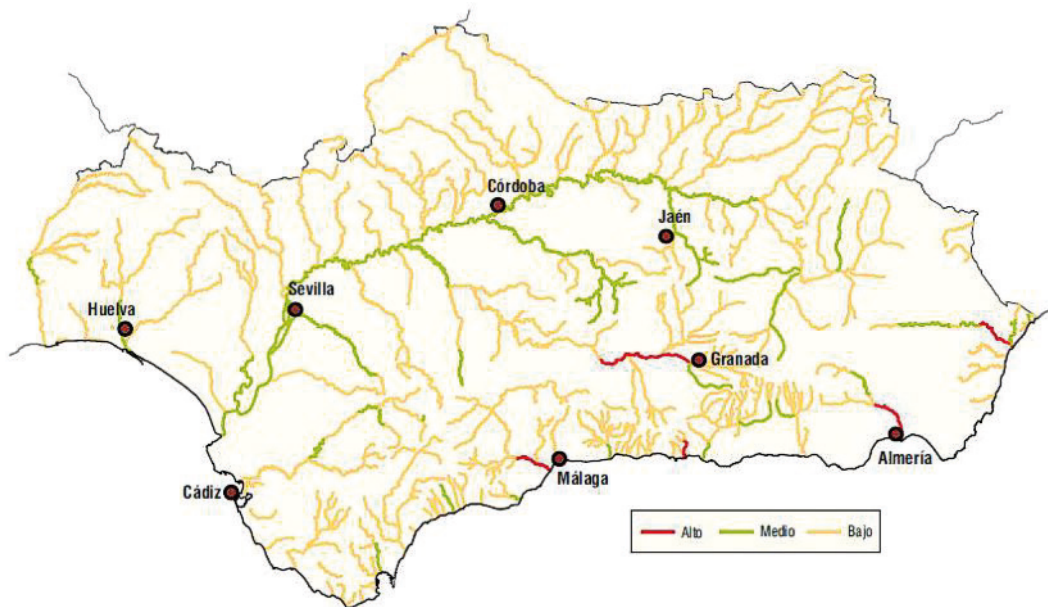 Córdoba
Jaén
Sevilla
Huelva
Granada
Almería
Málaga
Cádiz
Alto Medio Bajo